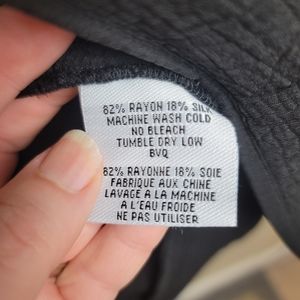 82% RAYON 18% SILK
MACHINE WASH COLD
NO BLEACH
TUMBLE DRY LOW
BVQ
82% RAYONNE 18% SOIE
FABRIQUE AUX CHINE
LAVAGE A LA MACHINE
A L'EAU FROIDE
NE PAS UTILISER